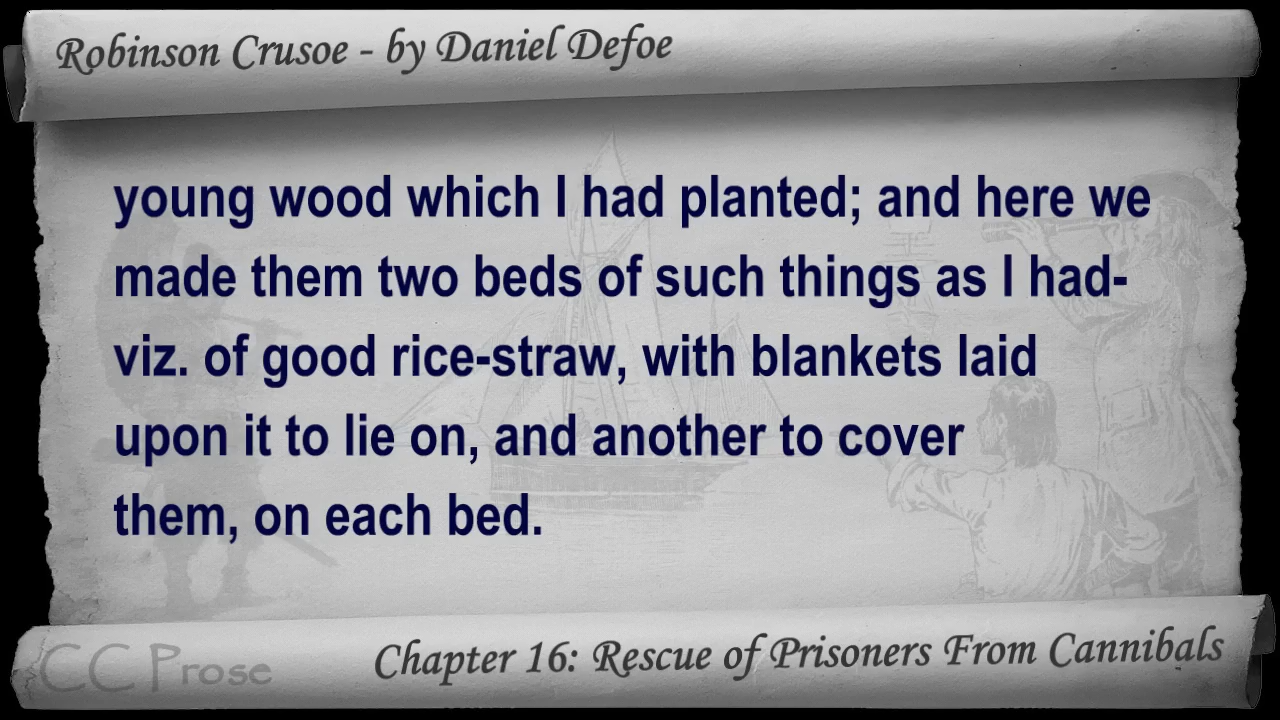 Robinson Crusoe - by Daniel Defoe
young wood which I had planted; and here we
made them two beds of such things as I had-
viz. of good rice-straw, with blankets laid
upon it to lie on, and another to cover
them, on each bed.
Chapter 16: Rescue of Prisoners From Cannibals
CC Prose